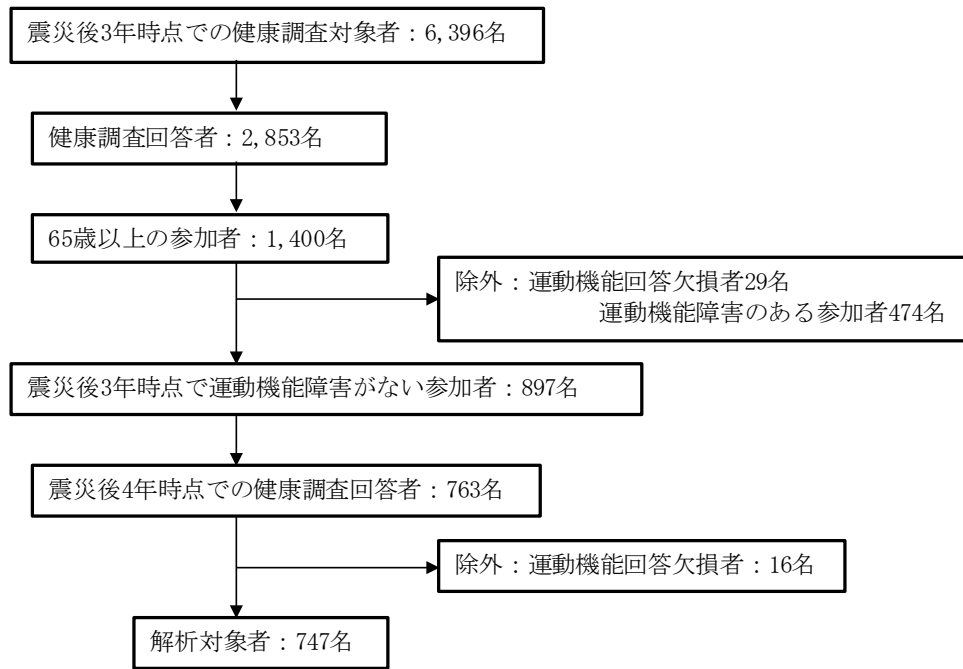 震災後3年時点での健康調査対象者：6,396名
健康調査回答者：2,853名
65歳以上の参加者：1,400名
除外：運動機能回答欠損者29名
運動機能障害のある参加者474名
震災後3年時点で運動機能障害がない参加者：897名
震災後4年時点での健康調査回答者：763名
除外：運動機能回答欠損者：16名
解析対象者：747名